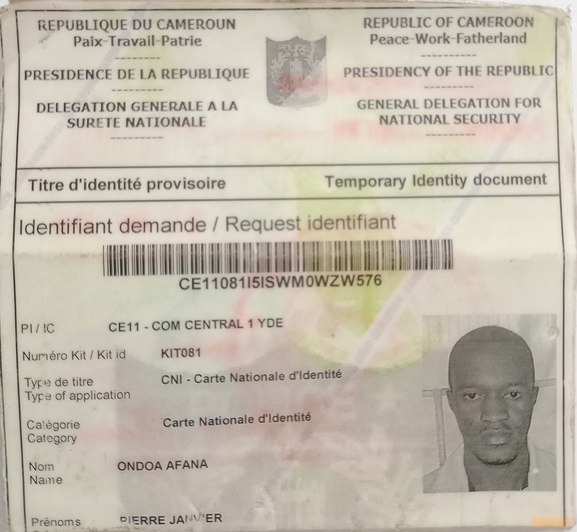 REPUBLIQUE DU CAMEROUN
Paix-Travail-Patrie
--------
PRESIDENCE DE LA REPUBLIQUE
---------
DELEGATION GENERALE A LA
SURETE NATIONALE
---------
REPUBLIC OF CAMEROON
Peace-Work-Fatherland
---------
PRESIDENCY OF THE REPUBLIC
---------
GENERAL DELEGATION FOR
NATIONAL SECURITY
---------
POLICE
Titre d'identité provisoire
Temporary Identity document
Identifiant demande / Request identifiant
CE11081I5ISWM0WZW576
PI / IC CE11 - COM CENTRAL 1 YDE
Numéro Kit / Kit id KIT081
Type de titre CNI - Carte Nationale d'Identité
Type of application
Catégorie Carte Nationale d'Identité
Category
Nom ONDOA AFANA
Name
Prénoms PIERRE JANVIER